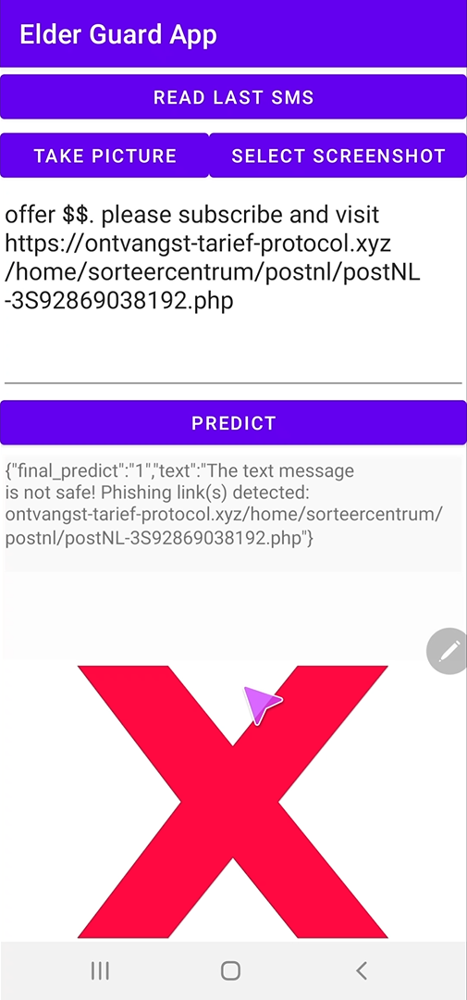 Elder Guard App
READ LAST SMS
TAKE PICTURE
SELECT SCREENSHOT
offer $$. please subscribe and visit
https://ontvangst-tarief-protocol.xyz
/home/sorteercentrum/postnl/postNL
-3S92869038192.php
PREDICT
{"final_predict":"1","text":"The text message
is not safe! Phishing link(s) detected:
ontvangst-tarief-protocol.xyz/home/sorteercentrum/
postnl/postNL-3S92869038192.php"}